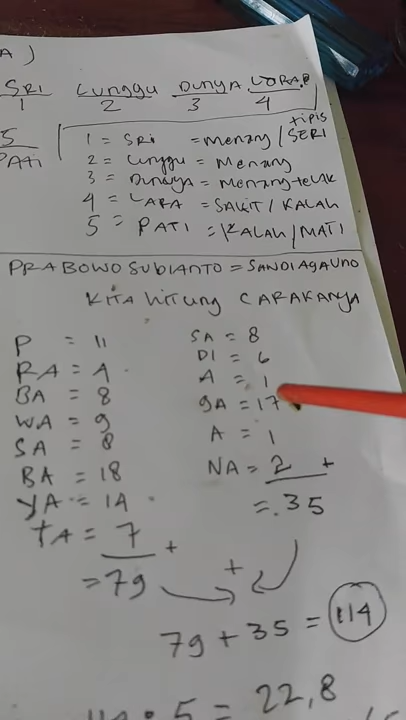 A)
SRI LUNGGU DUNYA LORA P
1 2 3 4
5
PATI
1 = SRI = Menang / SERI
tipis
2 = Lunggu = Menang
3 = Dunya = Menang telak
4 = LARA = SAKIT / KALAH
5 = PATI = KALAH / MATI
PRABOWO SUBIANTO = SANDIAGAUNO
KITA HITUNG CARAKANYA
P = 11
RA = 4
BA = 8
WA = 9
SA = 8
BA = 18
YA = 14
TA = 7 +
= 79
SA = 8
DI = 6
A = 1
GA = 17
A = 1
NA = 2 +
= 35
+
79 + 35 = 114
: 5 = 22,8